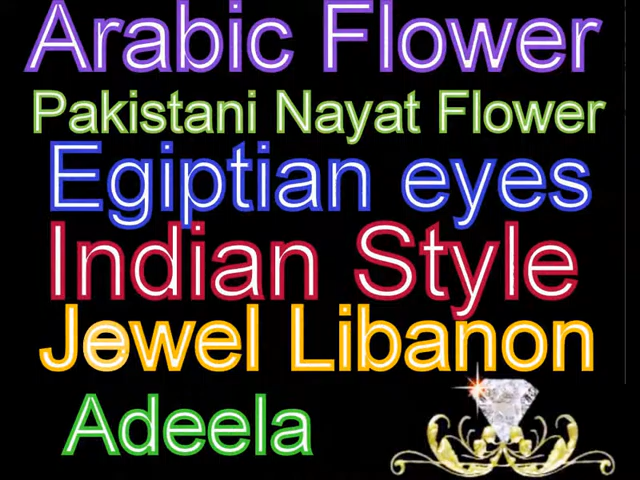 Arabic Flower
Pakistani Nayat Flower
Egiptian eyes
Indian Style
Jewel Libanon
Adeela